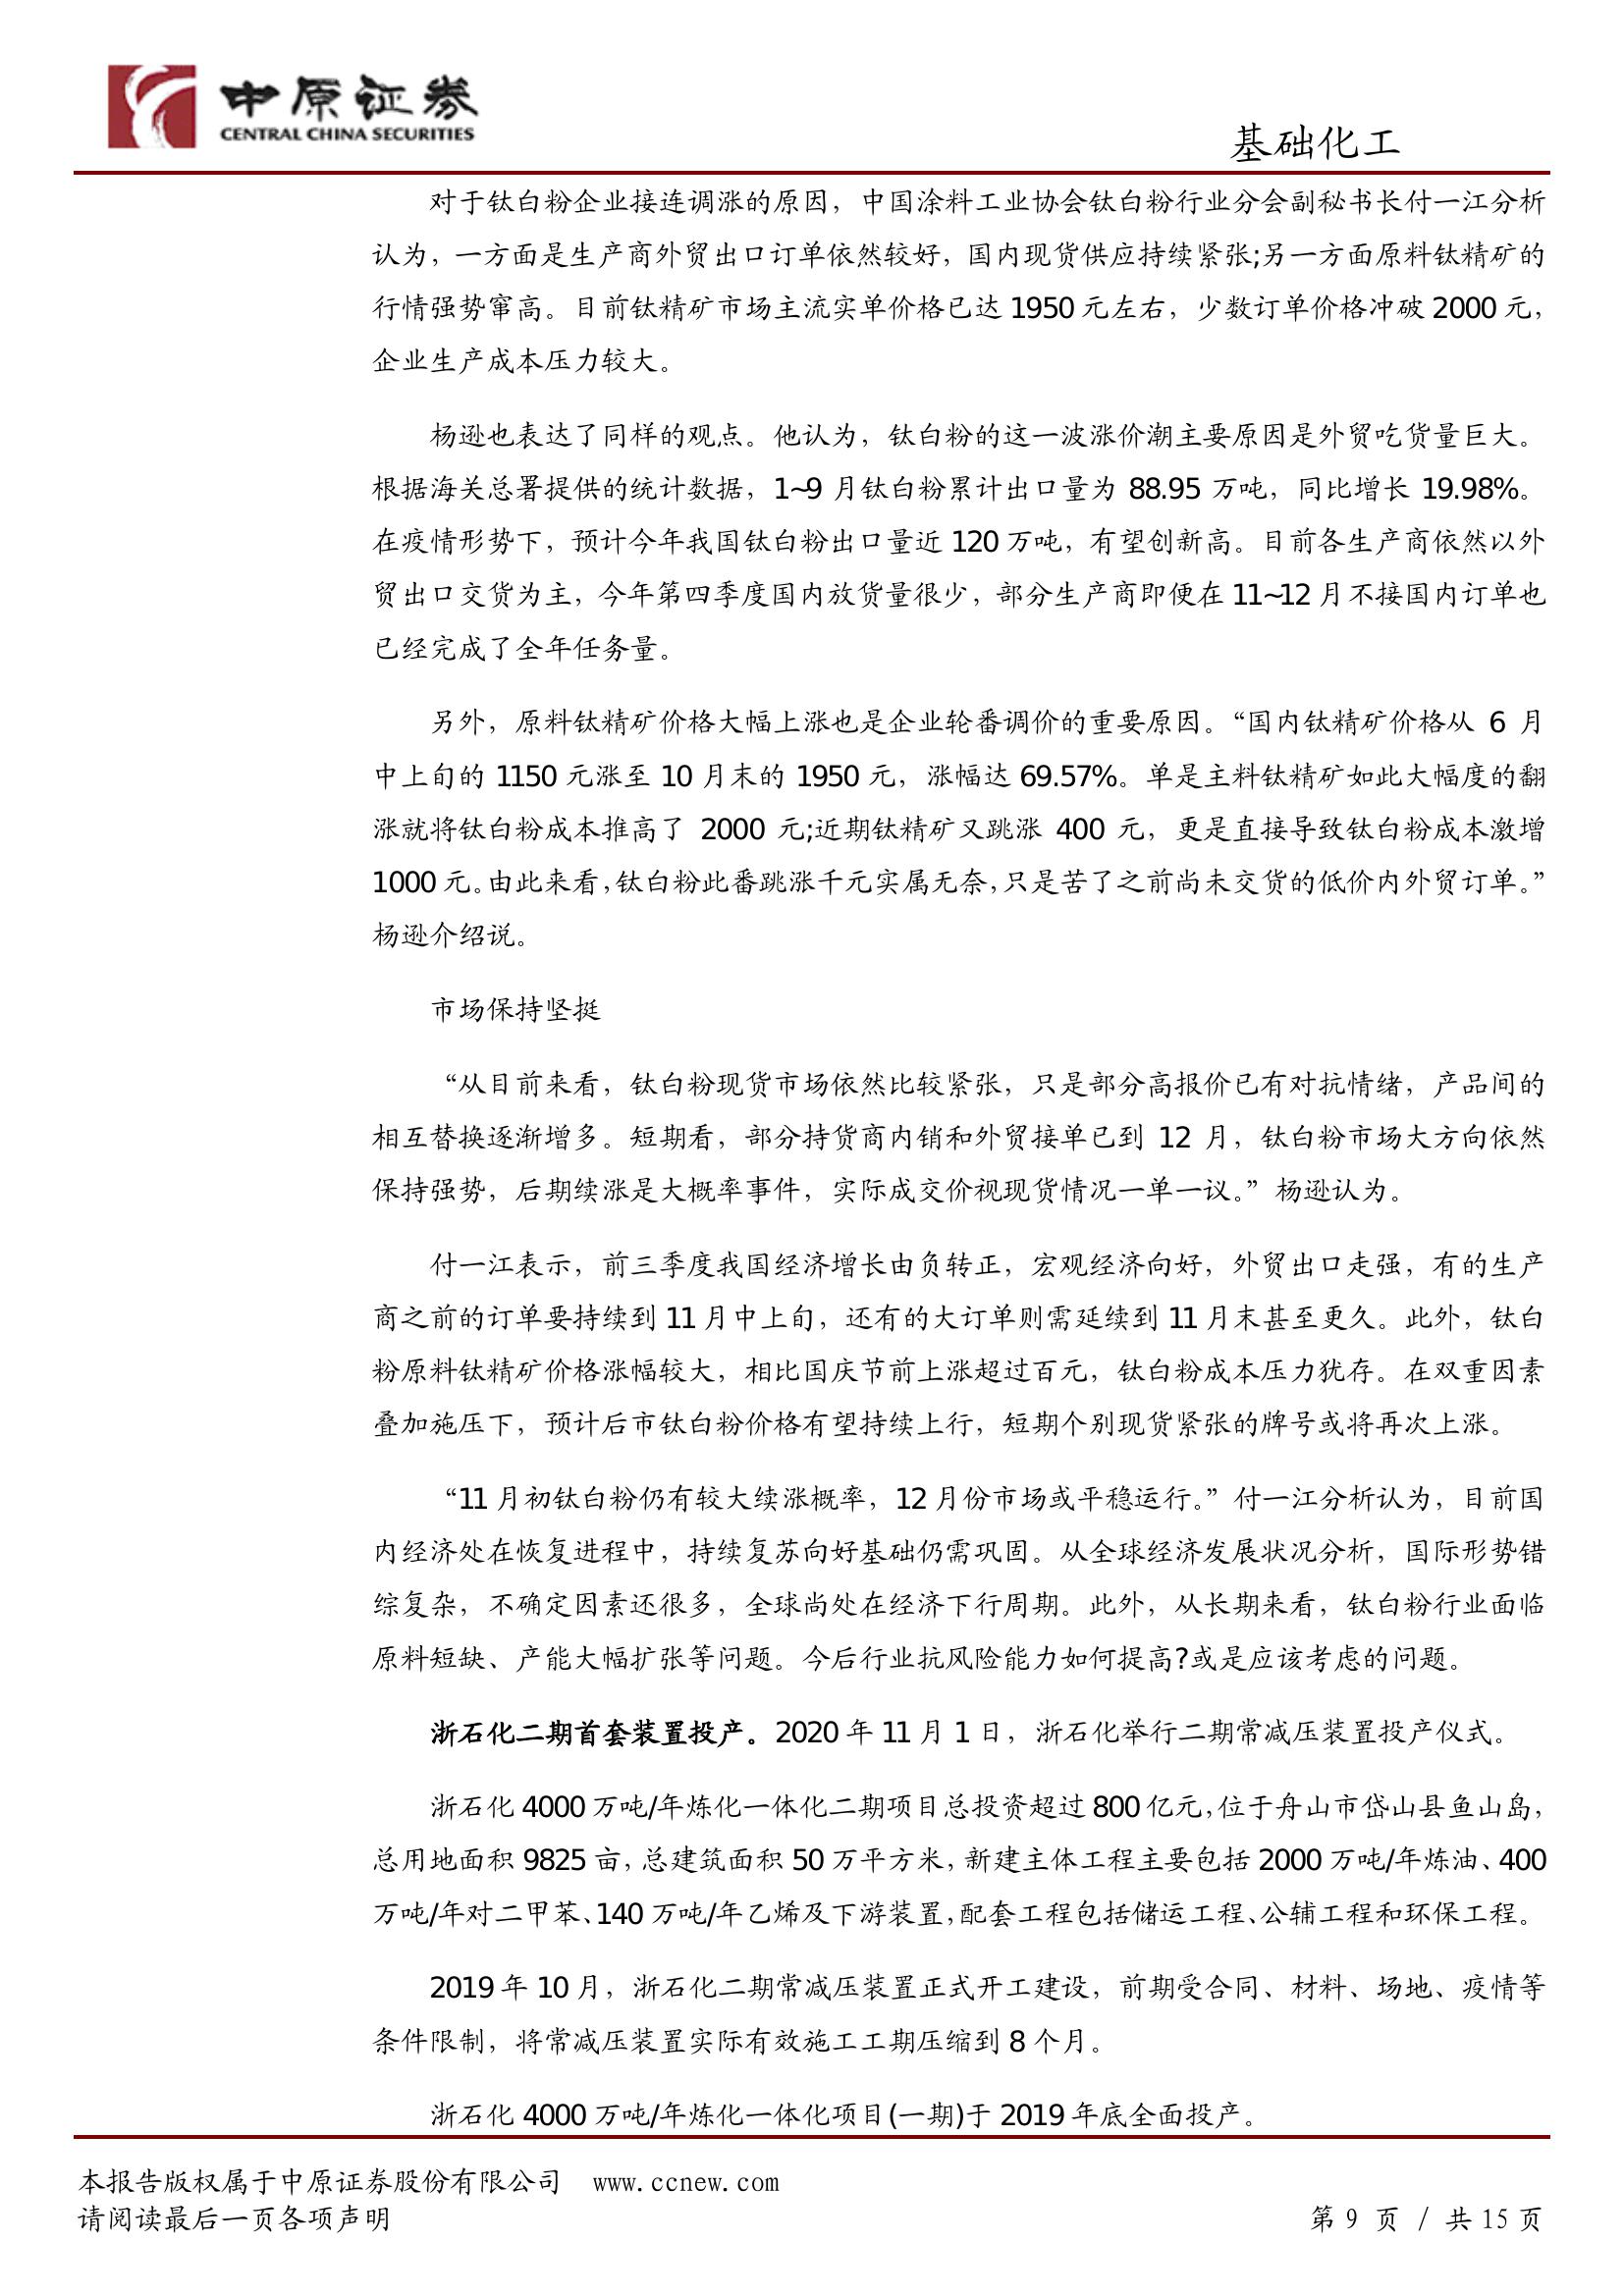 中原证券
CENTRAL CHINA SECURITIES
基础化工
对于钛白粉企业接连调涨的原因，中国涂料工业协会钛白粉行业分会副秘书长付一江分析
认为，一方面是生产商外贸出口订单依然较好，国内现货供应持续紧张;另一方面原料钛精矿的
行情强势窜高。目前钛精矿市场主流实单价格已达 1950 元左右，少数订单价格冲破 2000 元，
企业生产成本压力较大。
杨逊也表达了同样的观点。他认为，钛白粉的这一波涨价潮主要原因是外贸吃货量巨大。
根据海关总署提供的统计数据，1~9 月钛白粉累计出口量为 88.95 万吨，同比增长 19.98%。
在疫情形势下，预计今年我国钛白粉出口量近 120 万吨，有望创新高。目前各生产商依然以外
贸出口交货为主，今年第四季度国内放货量很少，部分生产商即便在 11~12 月不接国内订单也
已经完成了全年任务量。
另外，原料钛精矿价格大幅上涨也是企业轮番调价的重要原因。“国内钛精矿价格从 6 月
中上旬的 1150 元涨至 10 月末的 1950 元，涨幅达 69.57%。单是主料钛精矿如此大幅度的翻
涨就将钛白粉成本推高了 2000 元;近期钛精矿又跳涨 400 元，更是直接导致钛白粉成本激增
1000 元。由此来看，钛白粉此番跳涨千元实属无奈，只是苦了之前尚未交货的低价内外贸订单。”
杨逊介绍说。
市场保持坚挺
“从目前来看，钛白粉现货市场依然比较紧张，只是部分高报价已有对抗情绪，产品间的
相互替换逐渐增多。短期看，部分持货商内销和外贸接单已到 12 月，钛白粉市场大方向依然
保持强势，后期续涨是大概率事件，实际成交价视现货情况一单一议。”杨逊认为。
付一江表示，前三季度我国经济增长由负转正，宏观经济向好，外贸出口走强，有的生产
商之前的订单要持续到 11 月中上旬，还有的大订单则需延续到 11 月末甚至更久。此外，钛白
粉原料钛精矿价格涨幅较大，相比国庆节前上涨超过百元，钛白粉成本压力犹存。在双重因素
叠加施压下，预计后市钛白粉价格有望持续上行，短期个别现货紧张的牌号或将再次上涨。
“11 月初钛白粉仍有较大续涨概率，12 月份市场或平稳运行。”付一江分析认为，目前国
内经济处在恢复进程中，持续复苏向好基础仍需巩固。从全球经济发展状况分析，国际形势错
综复杂，不确定因素还很多，全球尚处在经济下行周期。此外，从长期来看，钛白粉行业面临
原料短缺、产能大幅扩张等问题。今后行业抗风险能力如何提高?或是应该考虑的问题。
浙石化二期首套装置投产。2020 年 11 月 1 日，浙石化举行二期常减压装置投产仪式。
浙石化 4000 万吨/年炼化一体化二期项目总投资超过 800 亿元，位于舟山市岱山县鱼山岛，
总用地面积 9825 亩，总建筑面积 50 万平方米，新建主体工程主要包括 2000 万吨/年炼油、400
万吨/年对二甲苯、140 万吨/年乙烯及下游装置，配套工程包括储运工程、公辅工程和环保工程。
2019 年 10 月，浙石化二期常减压装置正式开工建设，前期受合同、材料、场地、疫情等
条件限制，将常减压装置实际有效施工工期压缩到 8 个月。
浙石化 4000 万吨/年炼化一体化项目(一期)于 2019 年底全面投产。
本报告版权属于中原证券股份有限公司 www.ccnew.com
请阅读最后一页各项声明
第 9 页 / 共 15 页